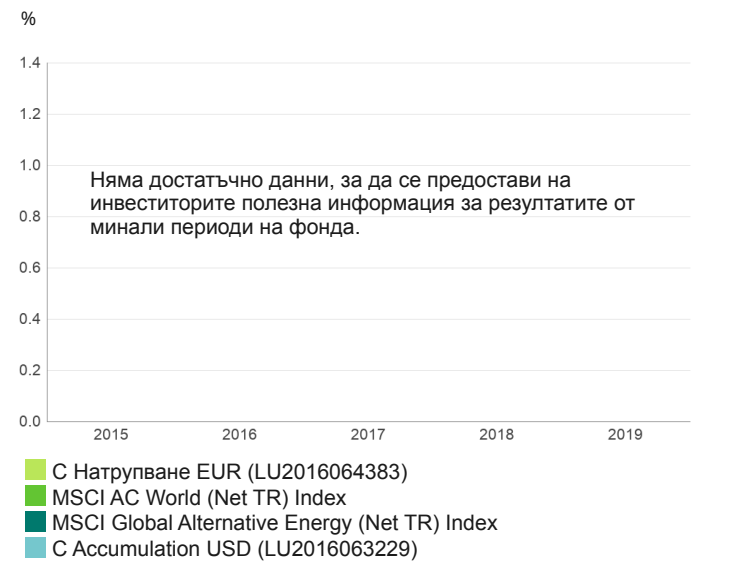 %
1.4
1.2
1.0
Няма достатъчно данни, за да се предостави на
инвеститорите полезна информация за резултатите от
минали периоди на фонда.
0.8
0.6
0.4
0.2
0.0
2015 2016 2017 2018 2019
C Натрупване EUR (LU2016064383)
MSCI AC World (Net TR) Index
MSCI Global Alternative Energy (Net TR) Index
C Accumulation USD (LU2016063229)